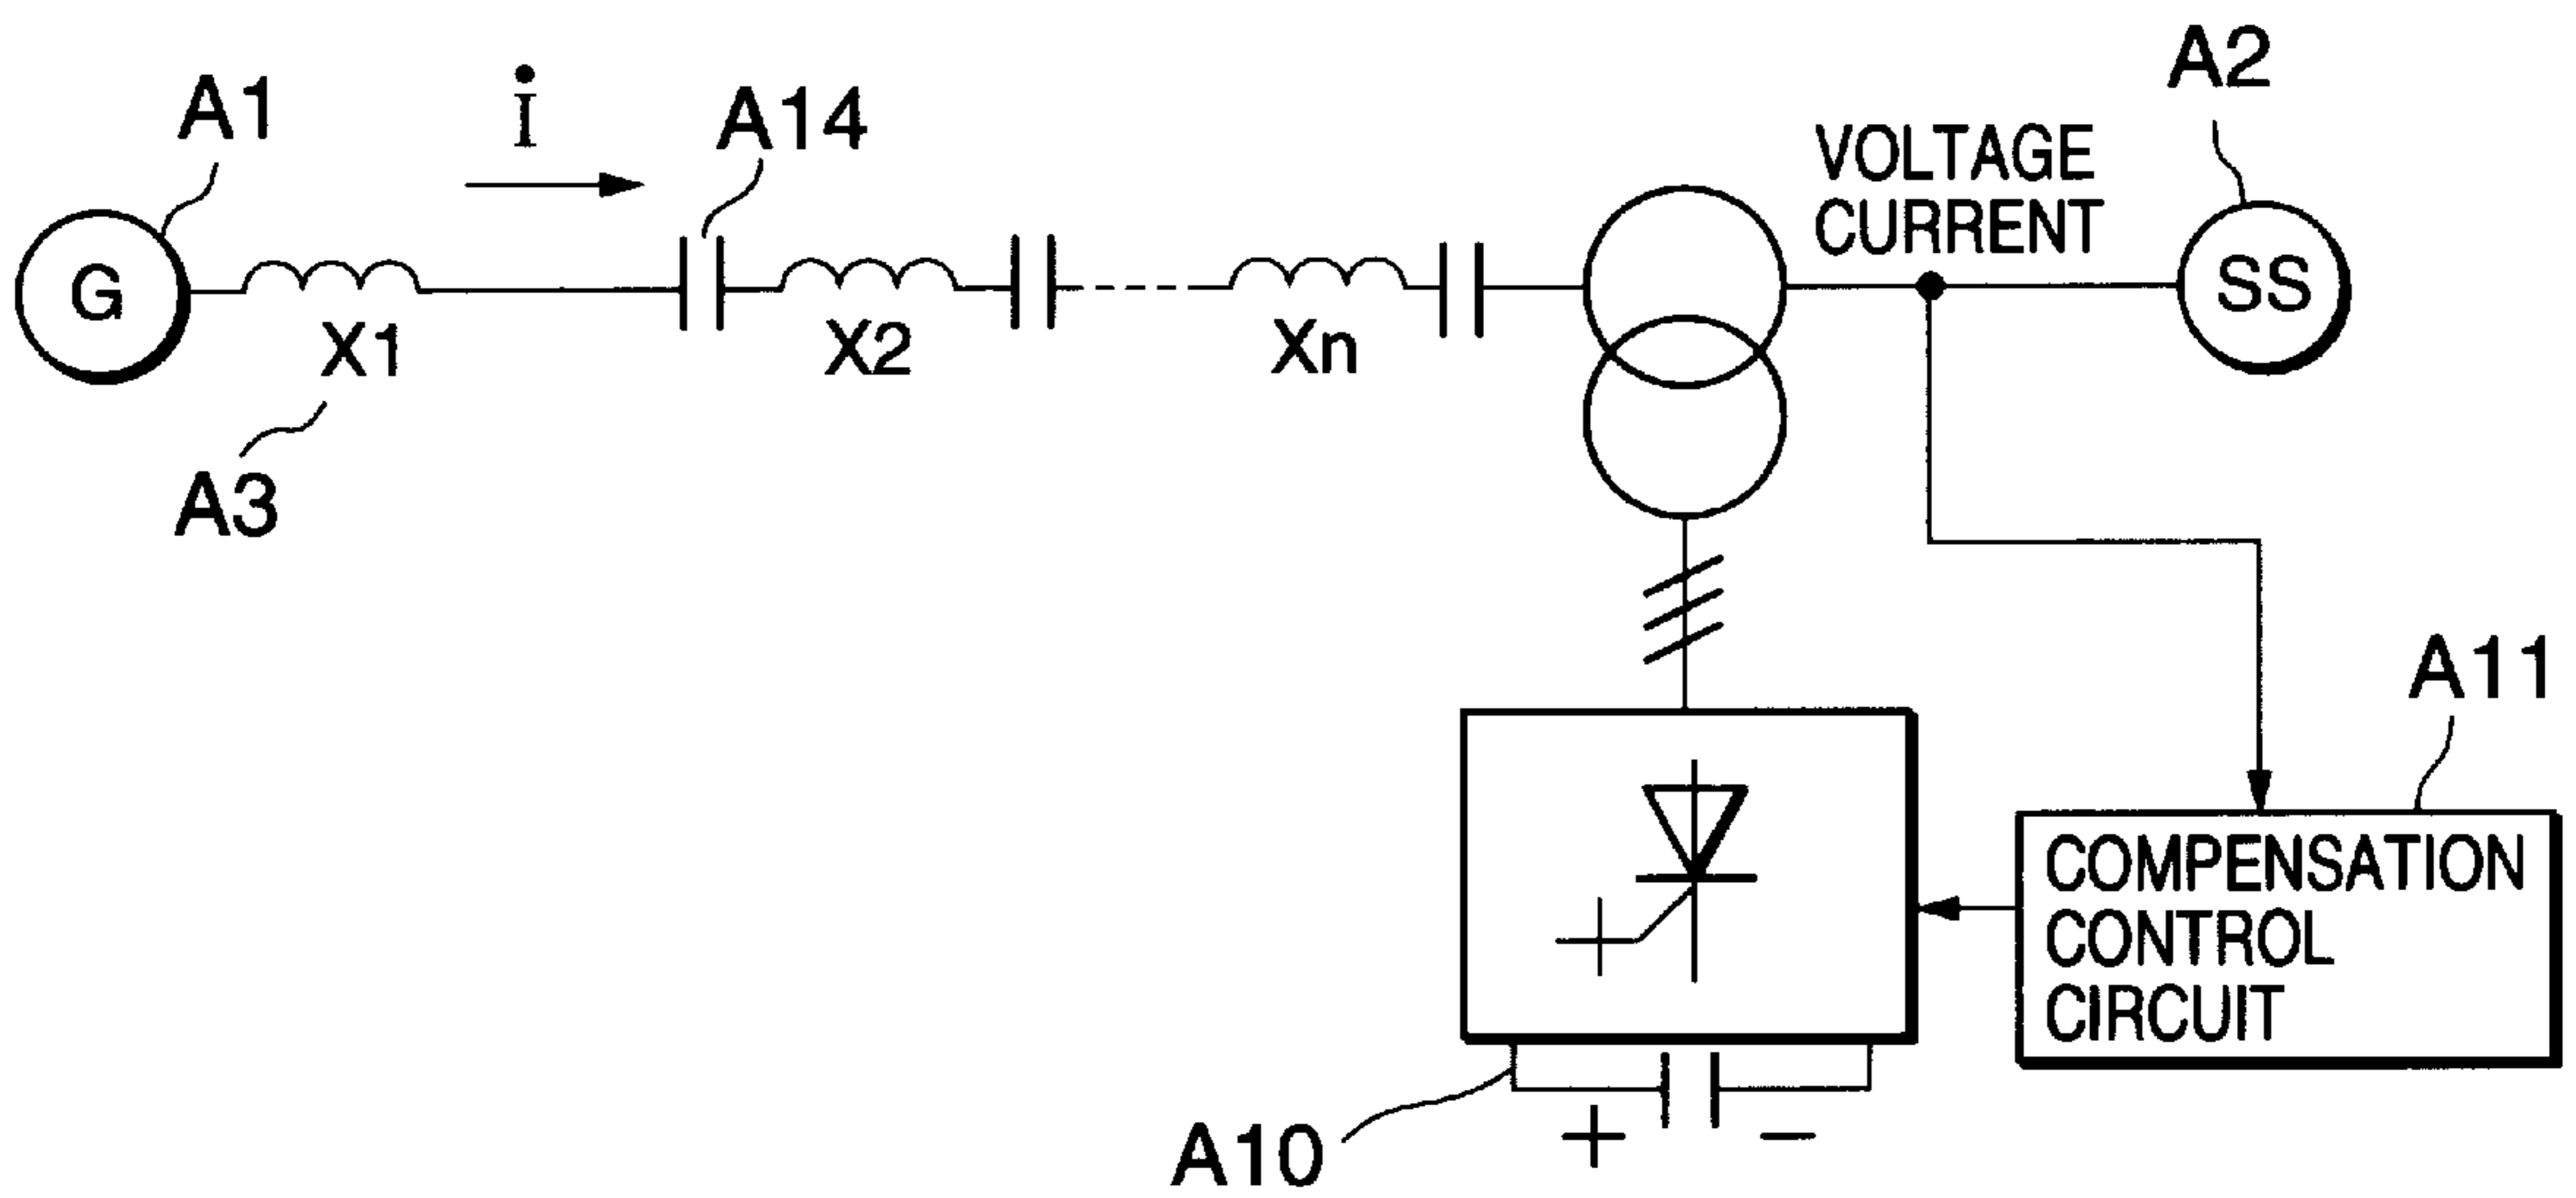 A1
İ
A14
A2
VOLTAGE
CURRENT
G
SS
X1
X2
Xn
A3
A11
COMPENSATION
CONTROL
CIRCUIT
A10
+
−